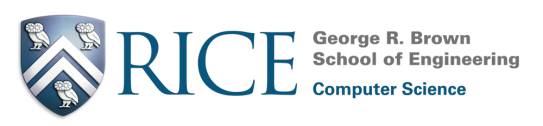 RICE
George R. Brown
School of Engineering
Computer Science